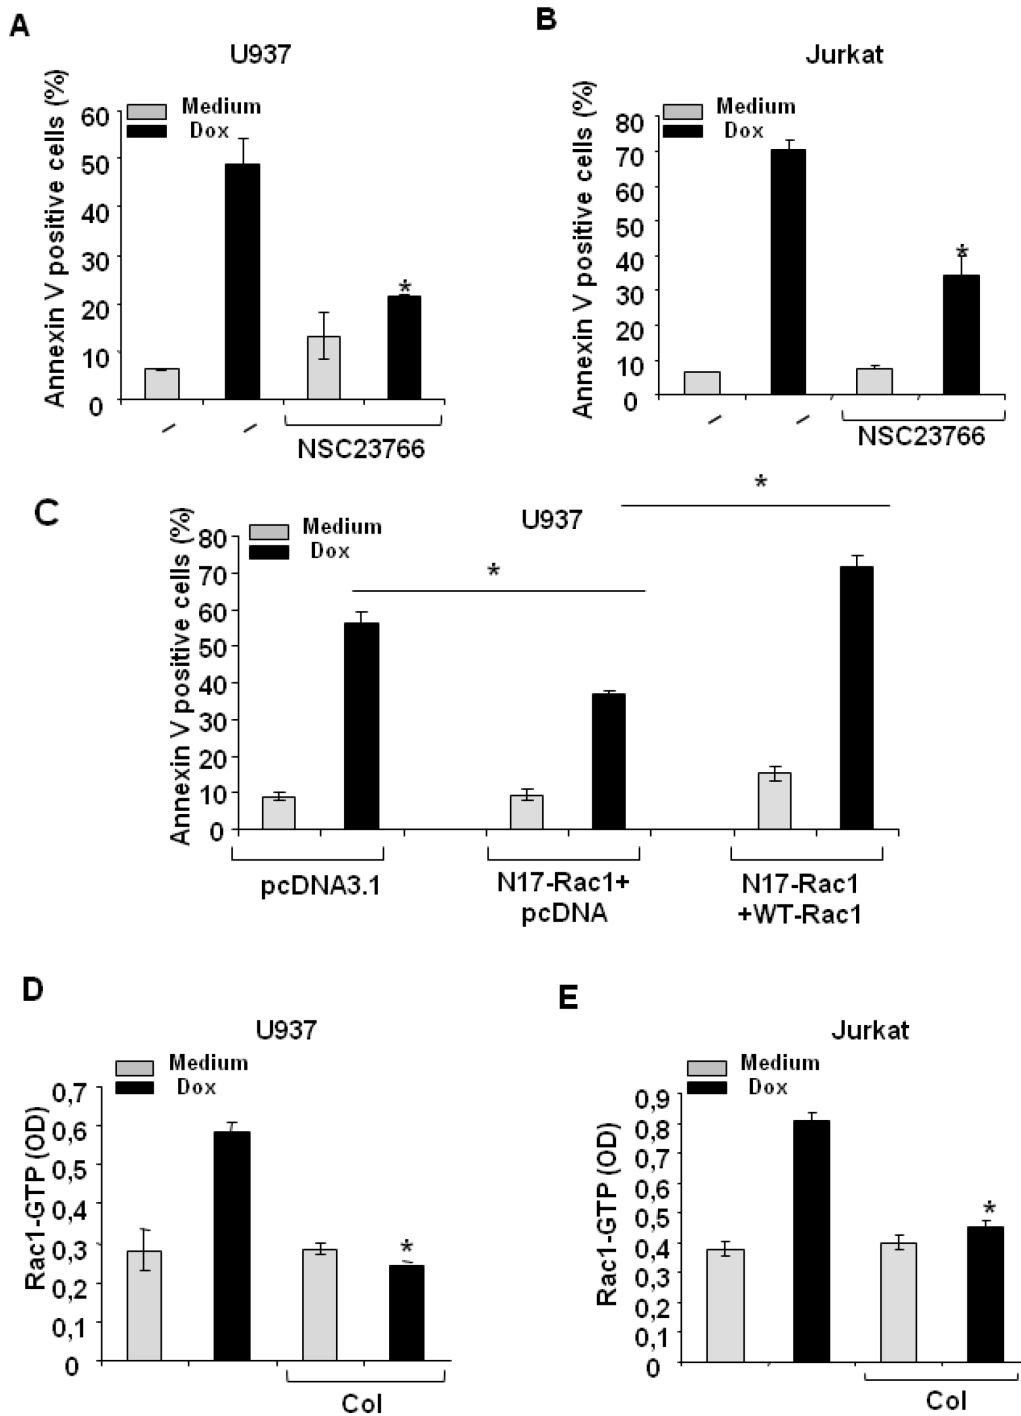 A
U937
Annexin V positive cells (%)
Medium
Dox
60
50
40
30
20
10
0
*
– –
NSC23766
B
Jurkat
Annexin V positive cells (%)
Medium
Dox
80
70
60
50
40
30
20
10
0
*
– –
NSC23766
C
U937
Annexin V positive cells (%)
Medium
Dox
80
70
60
50
40
30
20
10
0
*
*
pcDNA3.1
N17-Rac1+
pcDNA
N17-Rac1
+WT-Rac1
D
U937
Rac1-GTP (OD)
Medium
Dox
0,7
0,6
0,5
0,4
0,3
0,2
0,1
0
*
Col
E
Jurkat
Rac1-GTP (OD)
Medium
Dox
0,9
0,8
0,7
0,6
0,5
0,4
0,3
0,2
0,1
0
*
Col